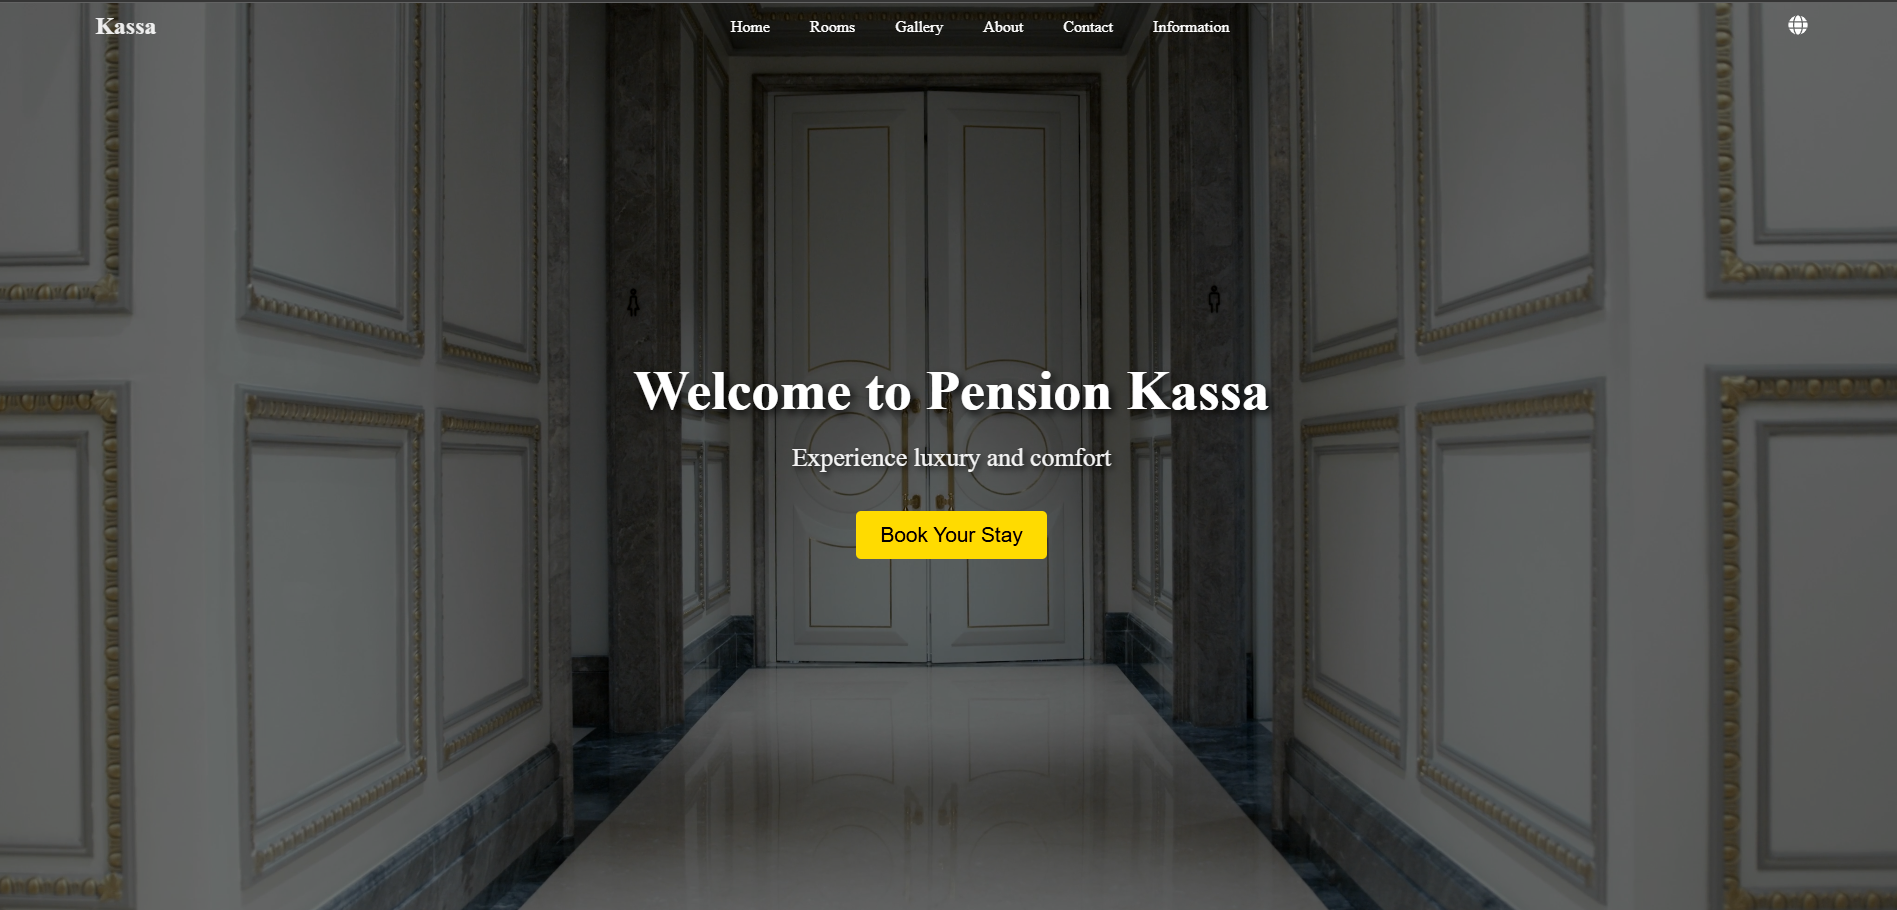 Kassa
Home Rooms Gallery About Contact Information
Welcome to Pension Kassa
Experience luxury and comfort
Book Your Stay